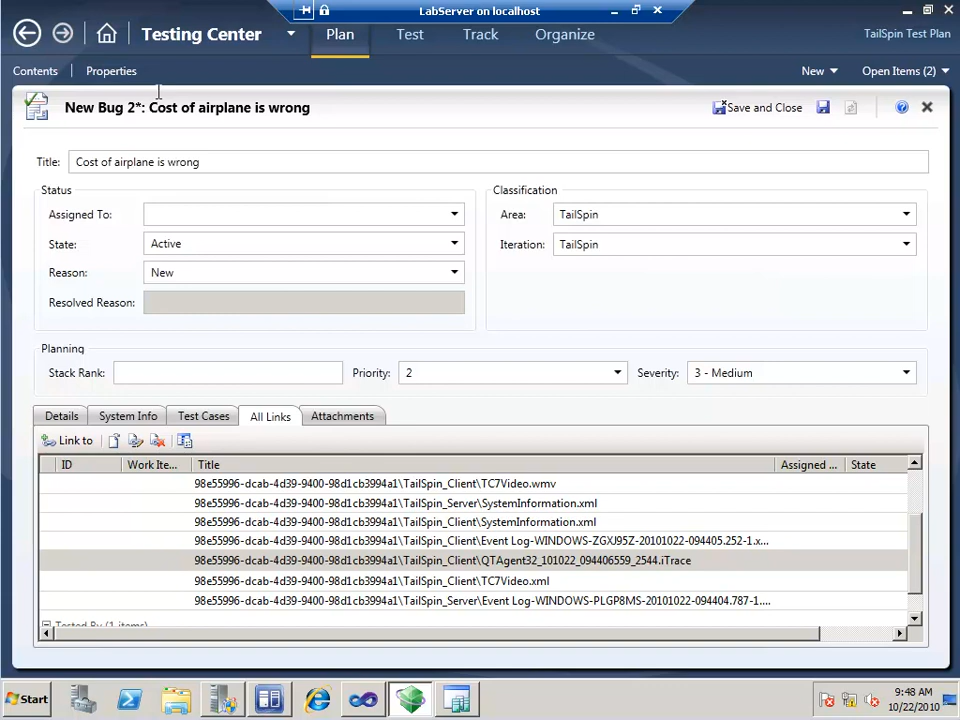 LabServer on localhost
Testing Center
Plan
Test
Track
Organize
TailSpin Test Plan
Contents
Properties
New
Open Items (2)
New Bug 2*: Cost of airplane is wrong
Save and Close
Title:
Cost of airplane is wrong
Status
Assigned To:
State:
Active
Reason:
New
Resolved Reason:
Classification
Area:
TailSpin
Iteration:
TailSpin
Planning
Stack Rank:
Priority:
2
Severity:
3 - Medium
Details
System Info
Test Cases
All Links
Attachments
Link to
ID
Work Ite...
Title
Assigned ...
State
98e55996-dcab-4d39-9400-98d1cb3994a1\TailSpin_Client\TC7Video.wmv
98e55996-dcab-4d39-9400-98d1cb3994a1\TailSpin_Server\SystemInformation.xml
98e55996-dcab-4d39-9400-98d1cb3994a1\TailSpin_Client\SystemInformation.xml
98e55996-dcab-4d39-9400-98d1cb3994a1\TailSpin_Client\Event Log-WINDOWS-ZGXJ95Z-20101022-094405.252-1.x...
98e55996-dcab-4d39-9400-98d1cb3994a1\TailSpin_Client\QTAgent32_101022_094406559_2544.iTrace
98e55996-dcab-4d39-9400-98d1cb3994a1\TailSpin_Client\TC7Video.xml
98e55996-dcab-4d39-9400-98d1cb3994a1\TailSpin_Server\Event Log-WINDOWS-PLGP8MS-20101022-094404.787-1....
Tested By (1 items)
Start
9:48 AM
10/22/2010